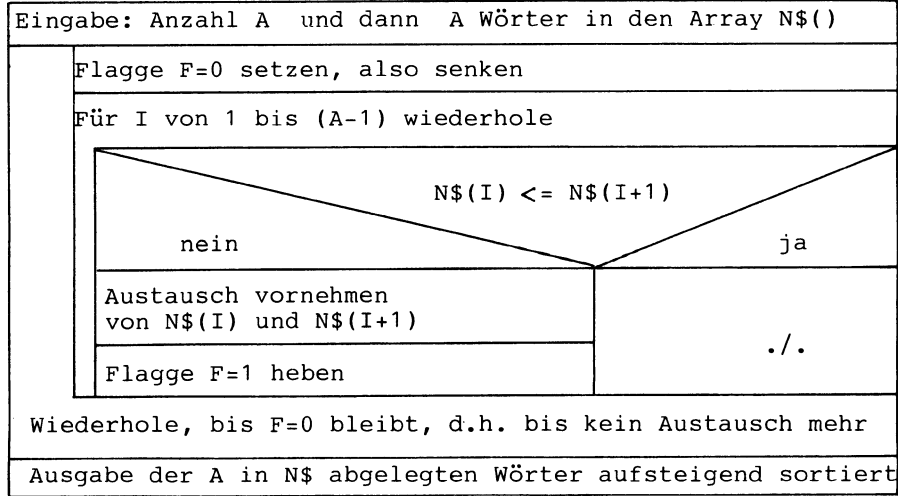 Eingabe: Anzahl A und dann A Wörter in den Array N$()
Flagge F=0 setzen, also senken
Für I von 1 bis (A-1) wiederhole
N$(I) <= N$(I+1)
nein
ja
Austausch vornehmen
von N$(I) und N$(I+1)
./.
Flagge F=1 heben
Wiederhole, bis F=0 bleibt, d.h. bis kein Austausch mehr
Ausgabe der A in N$ abgelegten Wörter aufsteigend sortiert